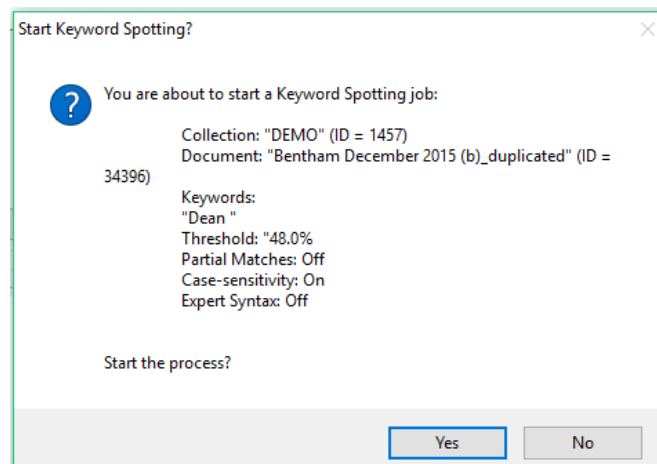 Start Keyword Spotting?
You are about to start a Keyword Spotting job:
Collection: "DEMO" (ID = 1457)
Document: "Bentham December 2015 (b)_duplicated" (ID =
34396)
Keywords:
"Dean "
Threshold: "48.0%
Partial Matches: Off
Case-sensitivity: On
Expert Syntax: Off
Start the process?
Yes
No